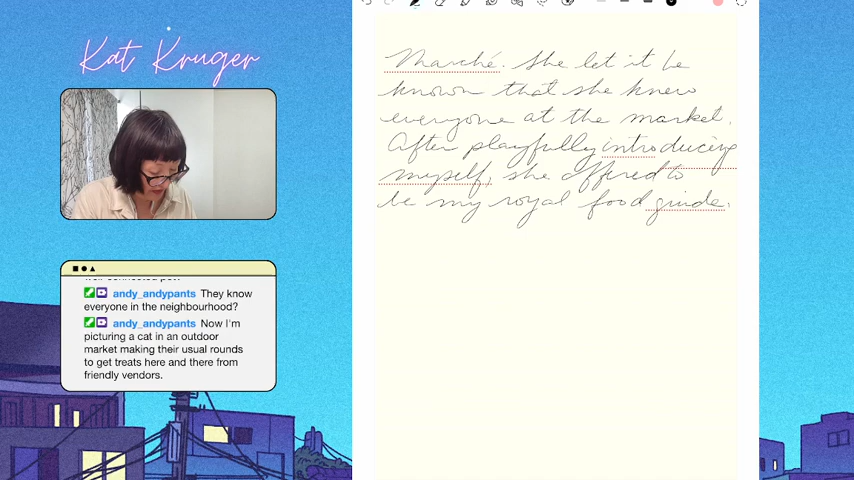 Kat Kruger
Marché. She let it be
known that she knew
everyone at the market.
After playfully introducing
myself, she offered to
be my royal food guide.
andy_andypants They know
everyone in the neighbourhood?
andy_andypants Now I'm
picturing a cat in an outdoor
market making their usual rounds
to get treats here and there from
friendly vendors.